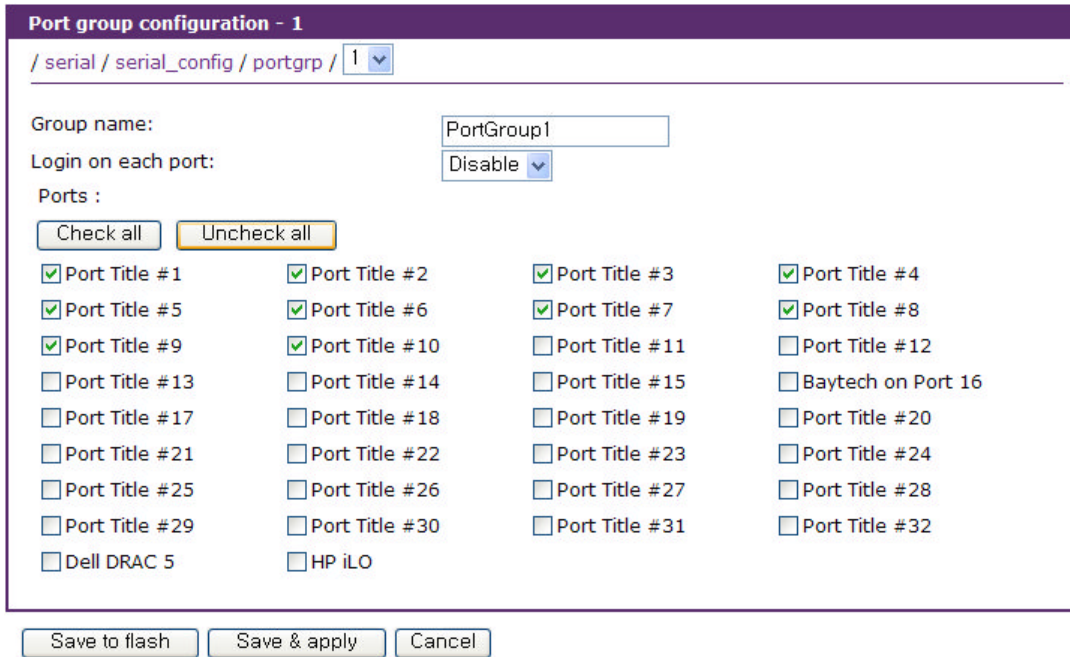 Port group configuration - 1
/ serial / serial_config / portgrp / 1
Group name: PortGroup1
Login on each port: Disable
Ports :
Check all Uncheck all
Port Title #1 Port Title #2 Port Title #3 Port Title #4
Port Title #5 Port Title #6 Port Title #7 Port Title #8
Port Title #9 Port Title #10 Port Title #11 Port Title #12
Port Title #13 Port Title #14 Port Title #15 Baytech on Port 16
Port Title #17 Port Title #18 Port Title #19 Port Title #20
Port Title #21 Port Title #22 Port Title #23 Port Title #24
Port Title #25 Port Title #26 Port Title #27 Port Title #28
Port Title #29 Port Title #30 Port Title #31 Port Title #32
Dell DRAC 5 HP iLO
Save to flash Save & apply Cancel